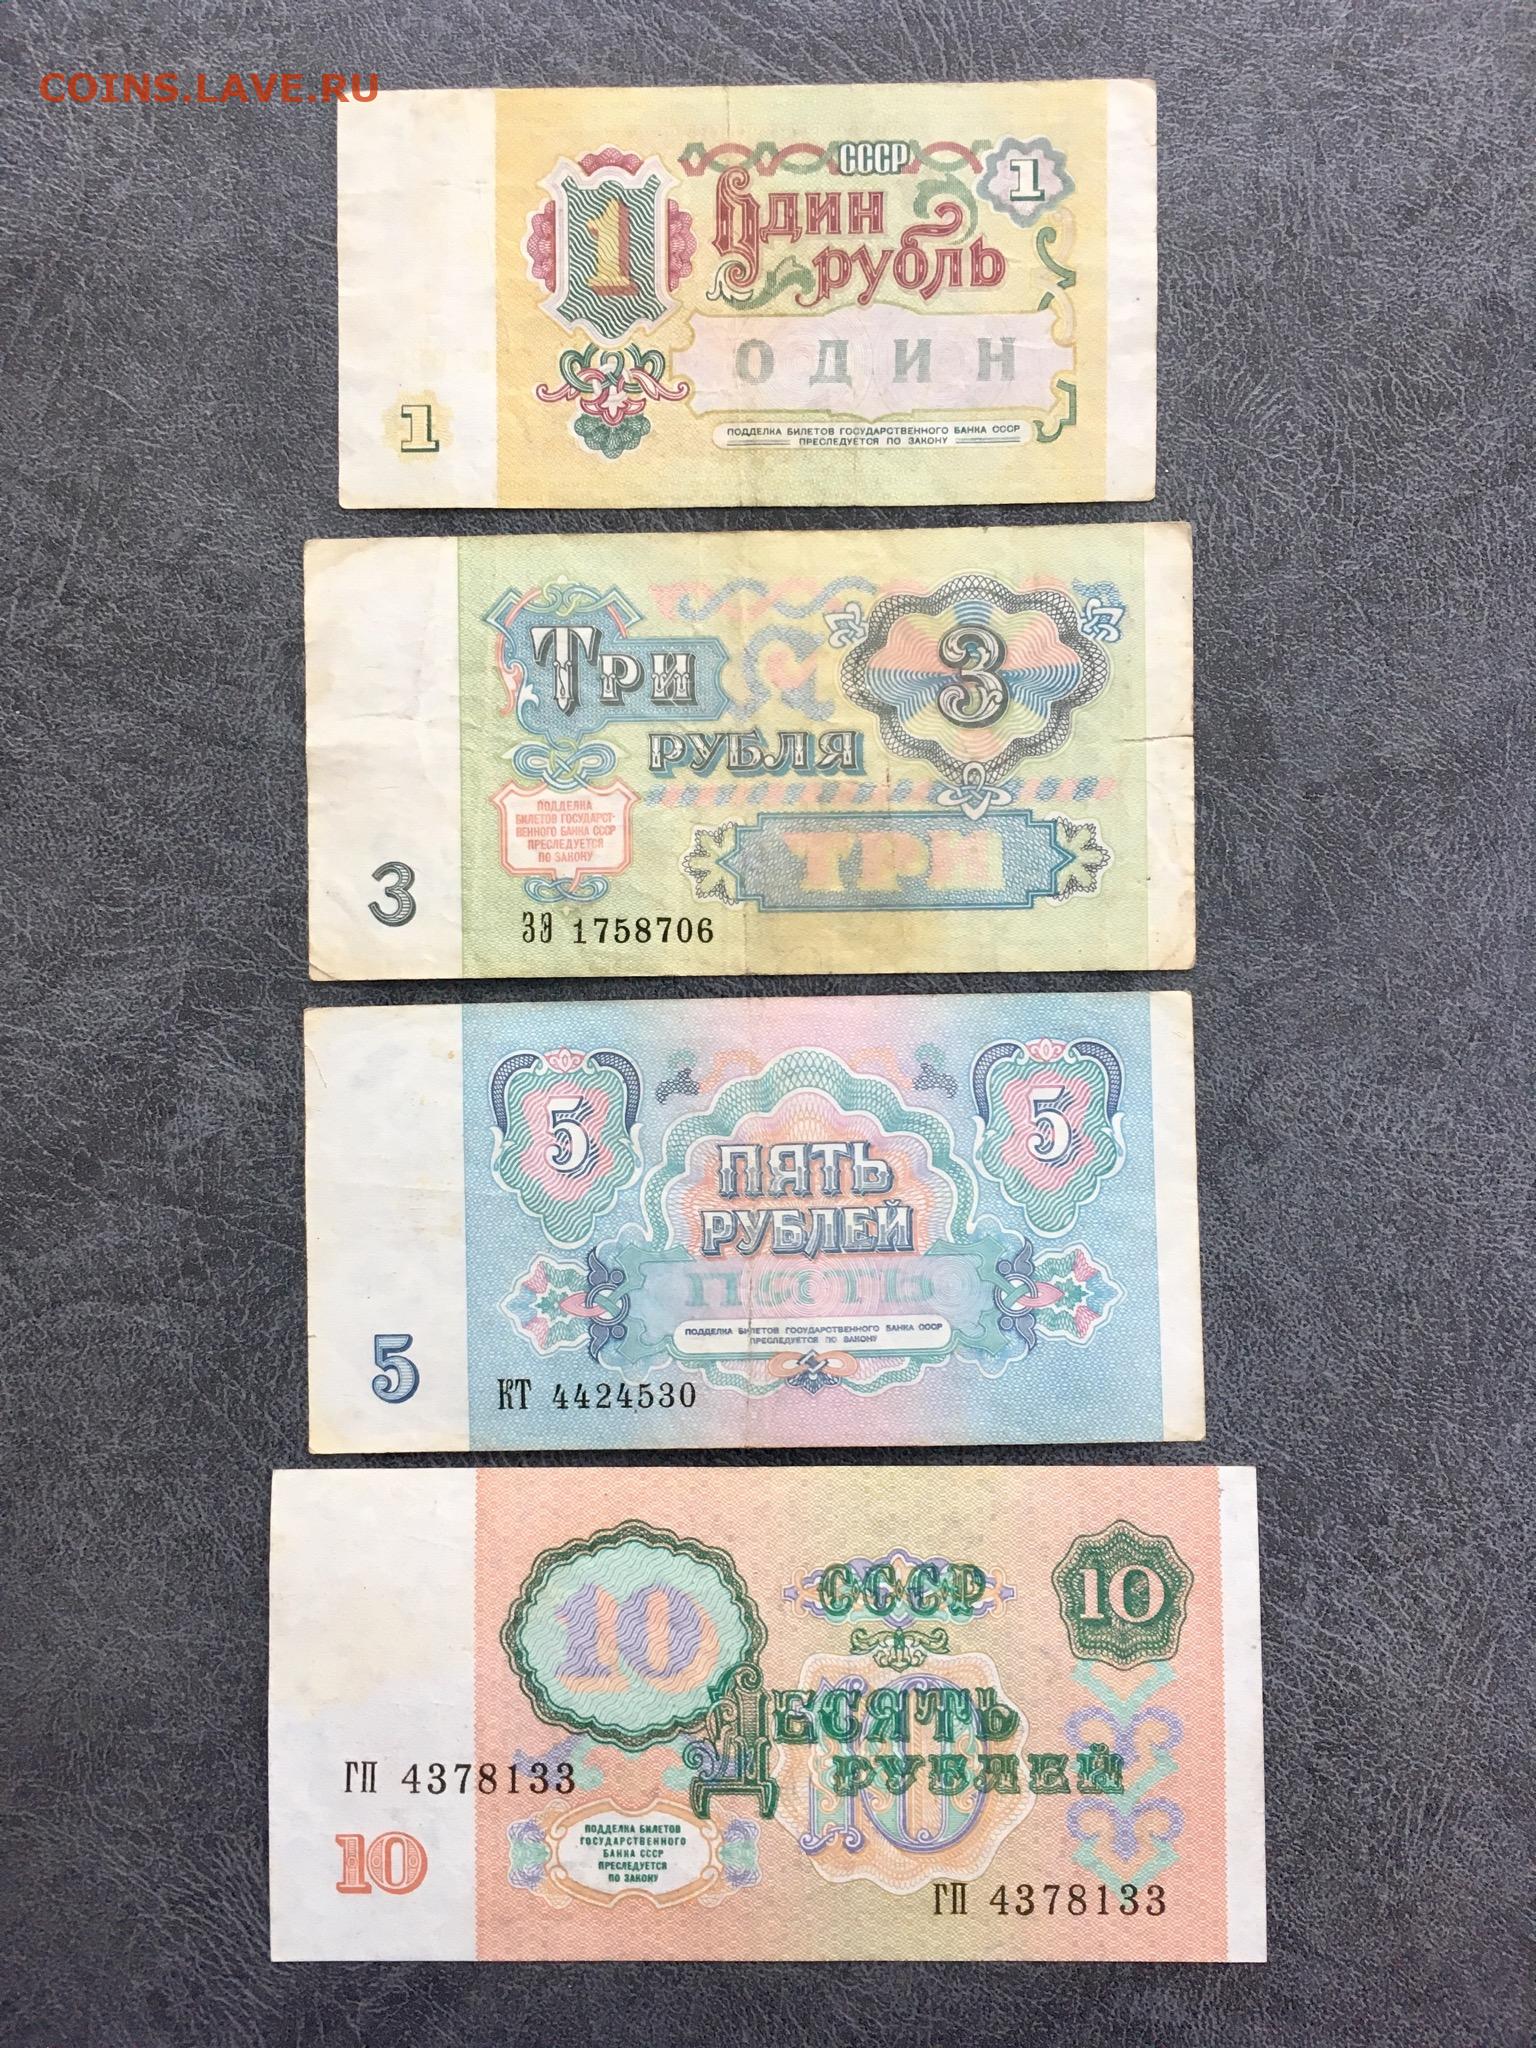 COINS.LAVE.RU
СССР
1
1
Один
рубль
ОДИН
ПОДДЕЛКА БИЛЕТОВ ГОСУДАРСТВЕННОГО БАНКА СССР
ПРЕСЛЕДУЕТСЯ ПО ЗАКОНУ
1
ТРИ
3
РУБЛЯ
ПОДДЕЛКА
БИЛЕТОВ ГОСУДАРСТ-
ВЕННОГО БАНКА СССР
ПРЕСЛЕДУЕТСЯ
ПО ЗАКОНУ
ТРИ
3
ЗЭ 1758706
5
5
ПЯТЬ
РУБЛЕЙ
ПЯТЬ
ПОДДЕЛКА БИЛЕТОВ ГОСУДАРСТВЕННОГО БАНКА СССР
ПРЕСЛЕДУЕТСЯ ПО ЗАКОНУ
5
КТ 4424530
СССР
10
10
ДЕСЯТЬ
РУБЛЕЙ
10
ГП 4378133
ПОДДЕЛКА БИЛЕТОВ
ГОСУДАРСТВЕННОГО
БАНКА СССР
ПРЕСЛЕДУЕТСЯ
ПО ЗАКОНУ
10
ГП 4378133